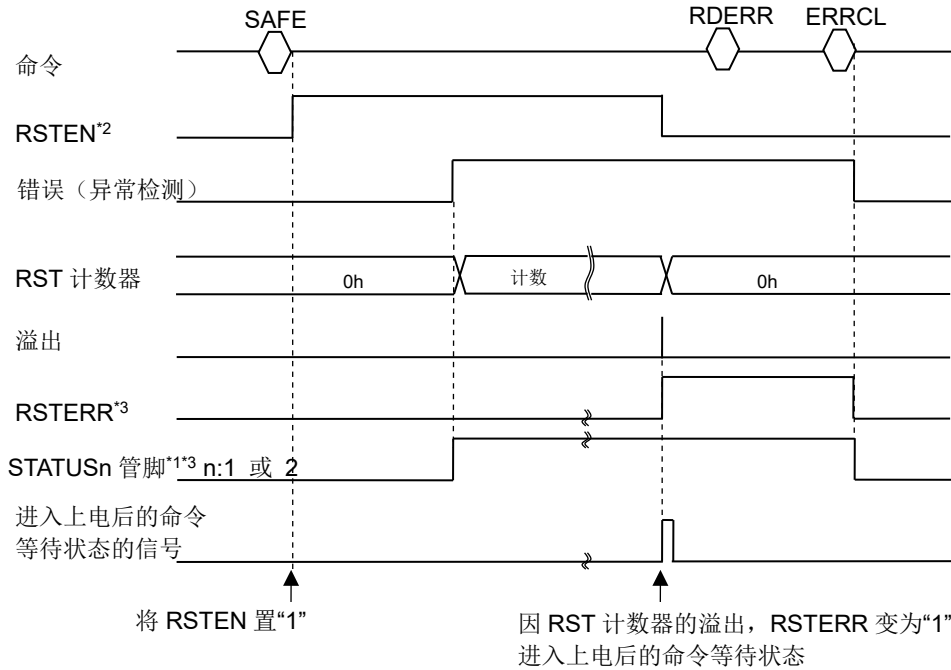 SAFE RDERR ERRCL
命令
RSTEN*2
错误（异常检测）
RST 计数器 0h 计数 0h
溢出
RSTERR*3
STATUSn 管脚*1*3 n:1 或 2
进入上电后的命令
等待状态的信号
将 RSTEN 置“1”
因 RST 计数器的溢出，RSTERR 变为“1”
进入上电后的命令等待状态